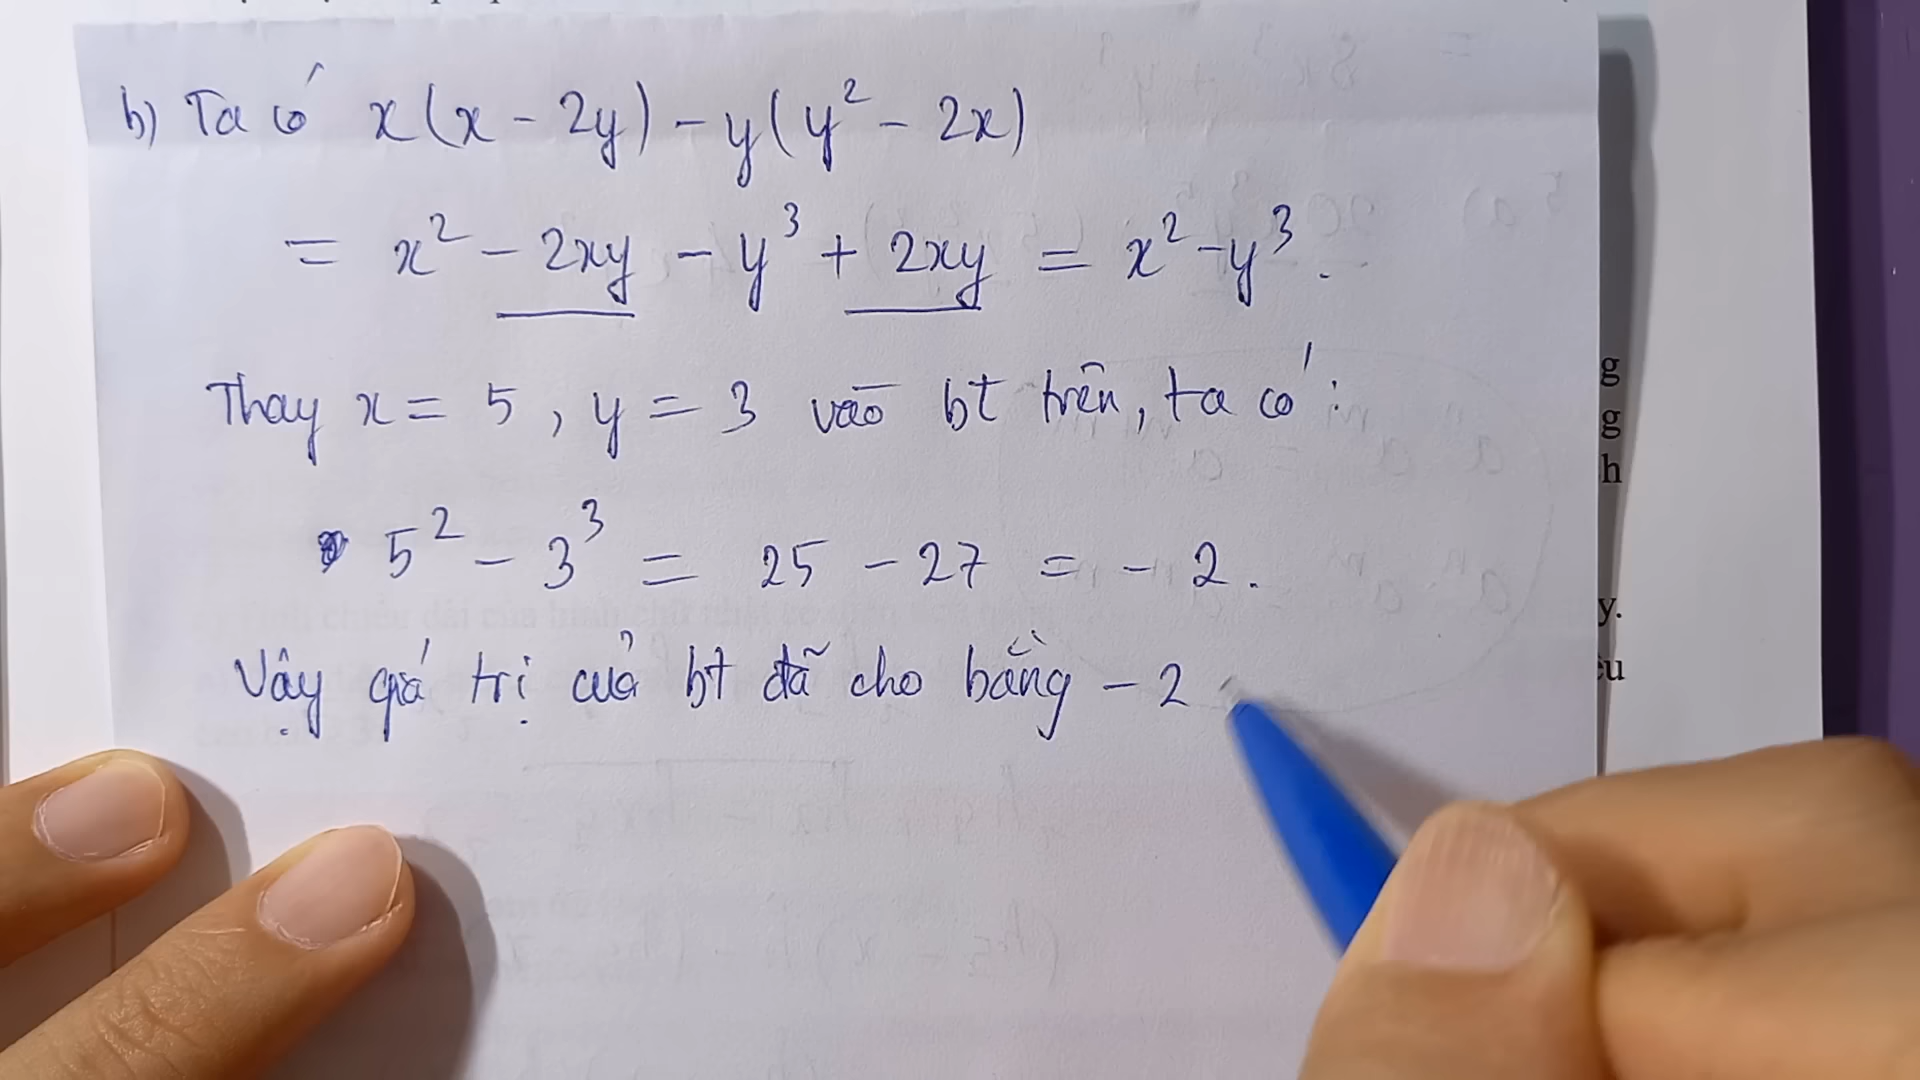 b) Ta có x(x - 2y) - y(y² - 2x)
= x² - 2xy - y³ + 2xy = x² - y³.
Thay x = 5, y = 3 vào bt trên, ta có:
5² - 3³ = 25 - 27 = - 2.
Vậy giá trị của bt đã cho bằng - 2
g
g
h
y.